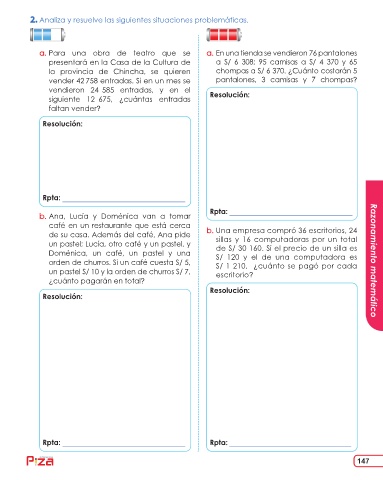 2. Analiza y resuelvo las siguientes situaciones problemáticas.
a. Para una obra de teatro que se
presentará en la Casa de la Cultura de
la provincia de Chincha, se quieren
vender 42 758 entradas. Si en un mes se
vendieron 24 585 entradas, y en el
siguiente 12 675, ¿cuántas entradas
faltan vender?
Resolución:
Rpta:
b. Ana, Lucía y Doménica van a tomar
café en un restaurante que está cerca
de su casa. Además del café, Ana pide
un pastel; Lucía, otro café y un pastel, y
Doménica, un café, un pastel y una
orden de churros. Si un café cuesta S/ 5,
un pastel S/ 10 y la orden de churros S/ 7,
¿cuánto pagarán en total?
Resolución:
Rpta:
a. En una tienda se vendieron 76 pantalones
a S/ 6 308; 95 camisas a S/ 4 370 y 65
chompas a S/ 6 370. ¿Cuánto costarán 5
pantalones, 3 camisas y 7 chompas?
Resolución:
Rpta:
b. Una empresa compró 36 escritorios, 24
sillas y 16 computadoras por un total
de S/ 30 160. Si el precio de un silla es
S/ 120 y el de una computadora es
S/ 1 210, ¿cuánto se pagó por cada
escritorio?
Resolución:
Rpta:
Razonamiento matemático
Piza
147